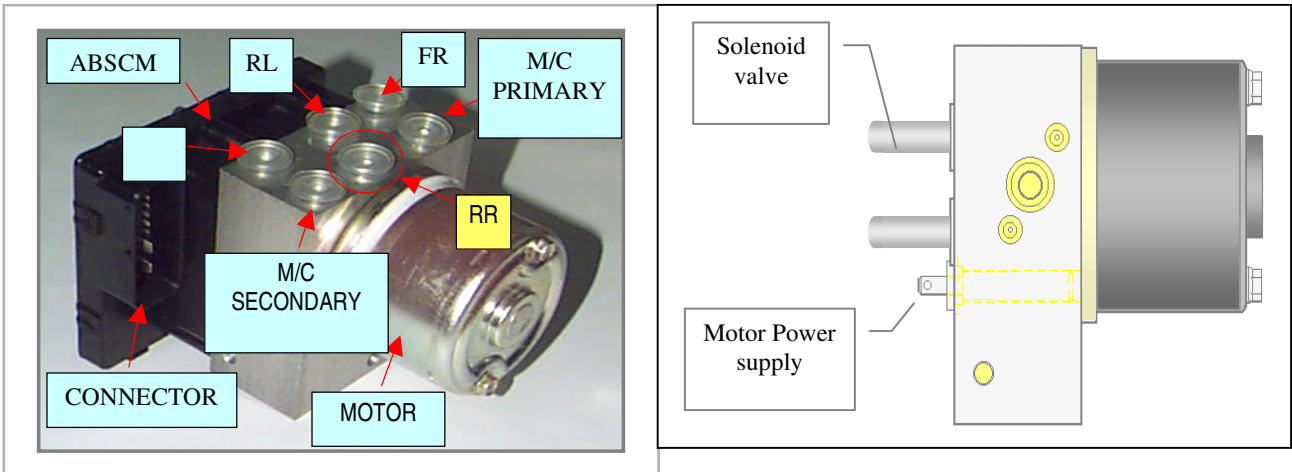 ABSCM
RL
FR
M/C
PRIMARY
RR
M/C
SECONDARY
CONNECTOR
MOTOR
Solenoid
valve
Motor Power
supply